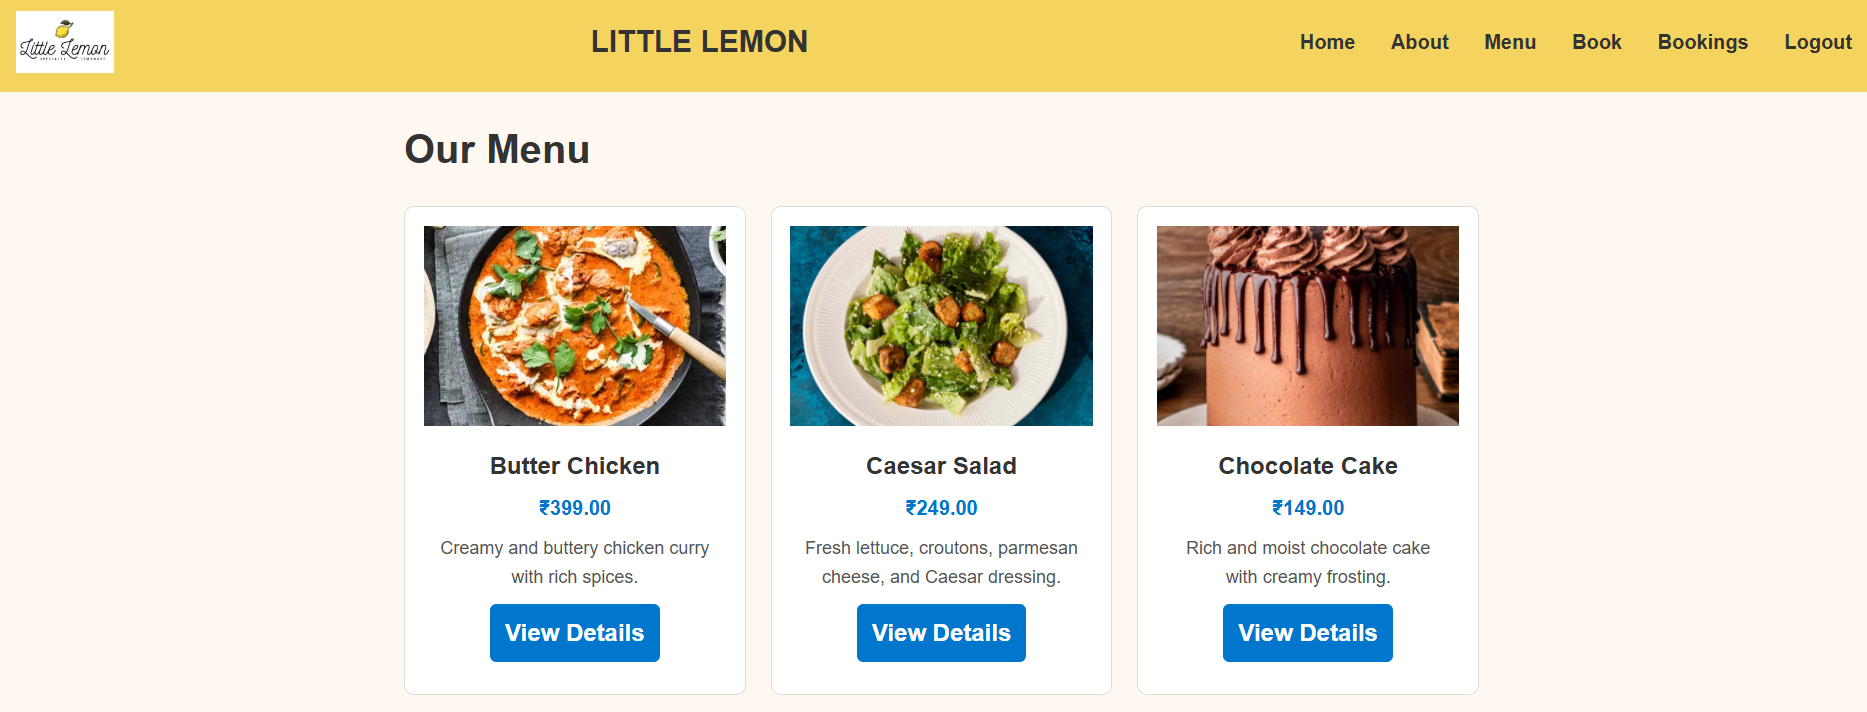 Little Lemon
SPECIALTY LEMONADE
LITTLE LEMON
Home About Menu Book Bookings Logout
Our Menu
Butter Chicken
₹399.00
Creamy and buttery chicken curry
with rich spices.
View Details
Caesar Salad
₹249.00
Fresh lettuce, croutons, parmesan
cheese, and Caesar dressing.
View Details
Chocolate Cake
₹149.00
Rich and moist chocolate cake
with creamy frosting.
View Details